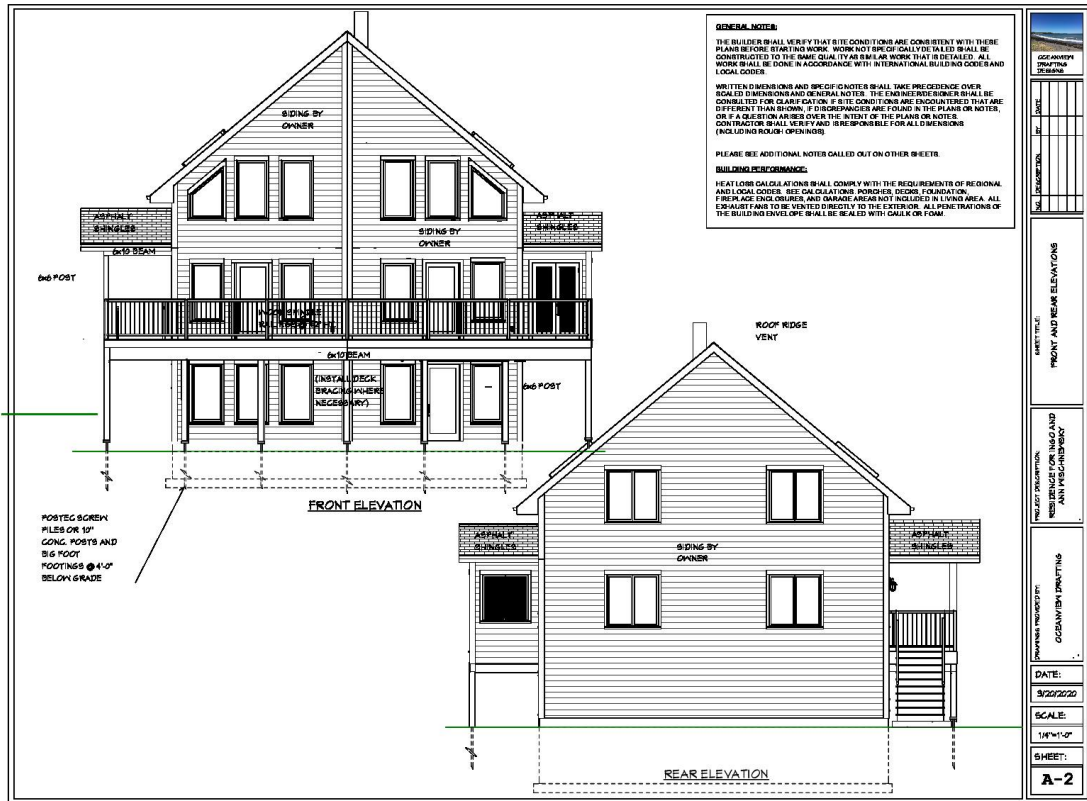 GENERAL NOTES:
THE BUILDER SHALL VERIFY THAT SITE CONDITIONS ARE CONSISTENT WITH THESE
PLANS BEFORE STARTING WORK. WORK NOT SPECIFICALLY DETAILED SHALL BE
CONSTRUCTED TO THE SAME QUALITY AS SIMILAR WORK THAT IS DETAILED. ALL
WORK SHALL BE DONE IN ACCORDANCE WITH INTERNATIONAL BUILDING CODES AND
LOCAL CODES.
WRITTEN DIMENSIONS AND SPECIFIC NOTES SHALL TAKE PRECEDENCE OVER
SCALED DIMENSIONS AND GENERAL NOTES. THE ENGINEER/DESIGNER SHALL BE
CONSULTED FOR CLARIFICATION IF SITE CONDITIONS ARE ENCOUNTERED THAT ARE
DIFFERENT THAN SHOWN, IF DISCREPANCIES ARE FOUND IN THE PLANS OR NOTES,
OR IF A QUESTION ARISES OVER THE INTENT OF THE PLANS OR NOTES.
CONTRACTOR SHALL VERIFY AND IS RESPONSIBLE FOR ALL DIMENSIONS
(INCLUDING ROUGH OPENINGS).
PLEASE SEE ADDITIONAL NOTES CALLED OUT ON OTHER SHEETS.
BUILDING PERFORMANCE:
HEAT LOSS CALCULATIONS SHALL COMPLY WITH THE REQUIREMENTS OF REGIONAL
AND LOCAL CODES. SEE CALCULATIONS. PORCHES, DECKS, FOUNDATION,
FIREPLACE ENCLOSURES, AND GARAGE AREAS NOT INCLUDED IN LIVING AREA. ALL
EXHAUST FANS TO BE VENTED DIRECTLY TO THE EXTERIOR. ALL PENETRATIONS OF
THE BUILDING ENVELOPE SHALL BE SEALED WITH CAULK OR FOAM.
SIDING BY
OWNER
ASPHALT
SHINGLES
ASPHALT
SHINGLES
SIDING BY
OWNER
6x10 BEAM
6x6 POST
6x10 BEAM
(INSTALL DECK
BRACING WHERE
NECESSARY)
6x6 POST
FRONT ELEVATION
POSTEC SCREW
PILES OR 10"
CONC. POSTS AND
BIG FOOT
FOOTINGS @ 4'-0"
BELOW GRADE
ROOF RIDGE
VENT
ASPHALT
SHINGLES
SIDING BY
OWNER
ASPHALT
SHINGLES
REAR ELEVATION
OCEANVIEW
DRAFTING
DESIGNS
NO. DESCRIPTION BY DATE
SHEET TITLE:
FRONT AND REAR ELEVATIONS
PROJECT DESCRIPTION:
RESIDENCE FOR INGO AND
ANN
DRAWINGS PROVIDED BY:
OCEANVIEW DRAFTING
DATE:
9/20/2020
SCALE:
1/4"=1'-0"
SHEET:
A-2